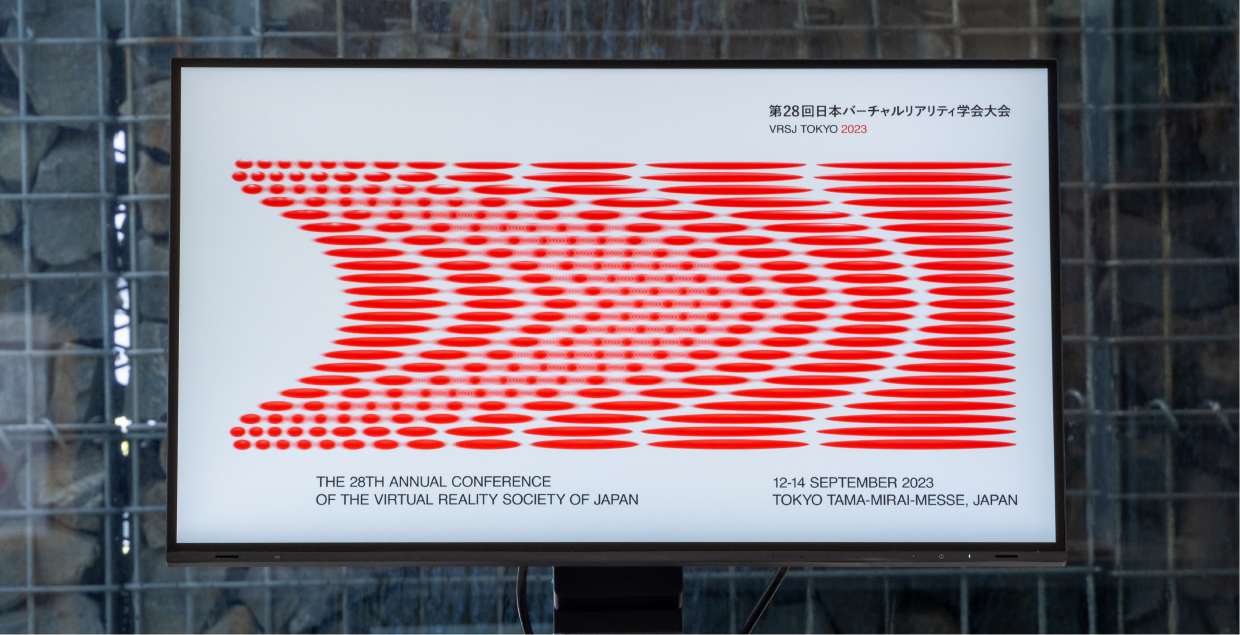 第28回日本バーチャルリアリティ学会大会
VRSJ TOKYO 2023
THE 28TH ANNUAL CONFERENCE
OF THE VIRTUAL REALITY SOCIETY OF JAPAN
12-14 SEPTEMBER 2023
TOKYO TAMA-MIRAI-MESSE, JAPAN